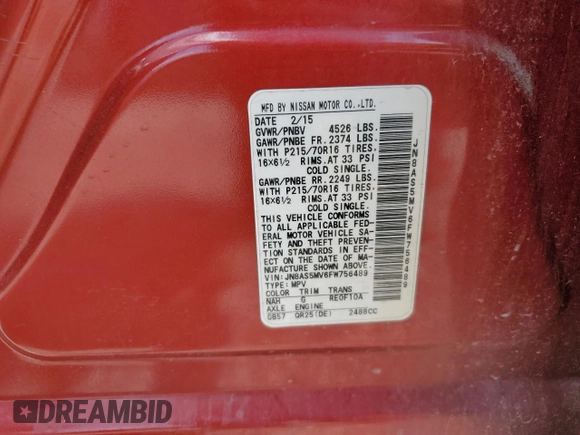 MFD BY NISSAN MOTOR CO.,LTD.
DATE 2/15
GVWR/PNBV 4526 LBS.
GAWR/PNBE FR. 2374 LBS.
WITH P215/70R16 TIRES.
16X6½ RIMS. AT 33 PSI
COLD SINGLE.
GAWR/PNBE RR. 2249 LBS.
WITH P215/70R16 TIRES.
16X6½ RIMS. AT 33 PSI
COLD SINGLE.
THIS VEHICLE CONFORMS
TO ALL APPLICABLE FED-
ERAL MOTOR VEHICLE SA-
FETY AND THEFT PREVEN-
TION STANDARDS IN EFF-
ECT ON THE DATE OF MA-
NUFACTURE SHOWN ABOVE.
VIN:JN8AS5MV6FW756489
TYPE:MPV
COLOR TRIM TRANS
NAH G RE0F10A
AXLE ENGINE
GB57 QR25(DE) 2488CC
JN8AS5MV6FW756489
DREAMBID